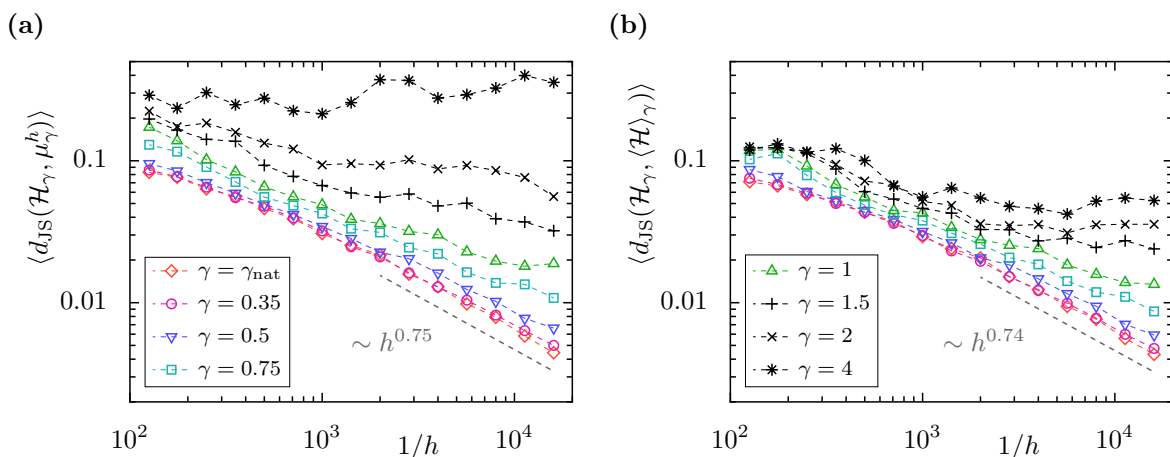 (a)
⟨d_JS(ℋ_γ, μ_γ^h)⟩
0.1
0.01
10^2
10^3
1/h
10^4
γ = γ_nat
γ = 0.35
γ = 0.5
γ = 0.75
∼ h^0.75
(b)
⟨d_JS(ℋ_γ, ⟨ℋ⟩_γ)⟩
0.1
0.01
10^2
10^3
1/h
10^4
γ = 1
γ = 1.5
γ = 2
γ = 4
∼ h^0.74